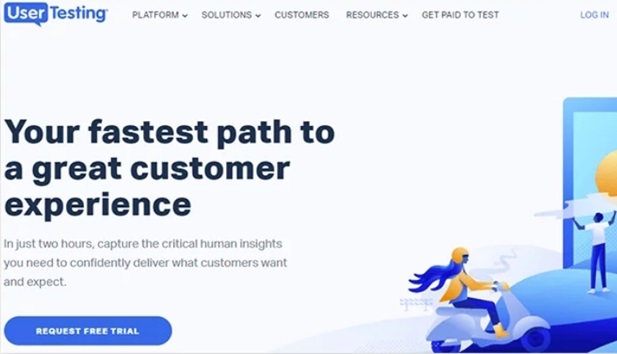 UserTesting
PLATFORM
SOLUTIONS
CUSTOMERS
RESOURCES
GET PAID TO TEST
LOG IN
Your fastest path to
a great customer
experience
In just two hours, capture the critical human insights
you need to confidently deliver what customers want
and expect.
REQUEST FREE TRIAL